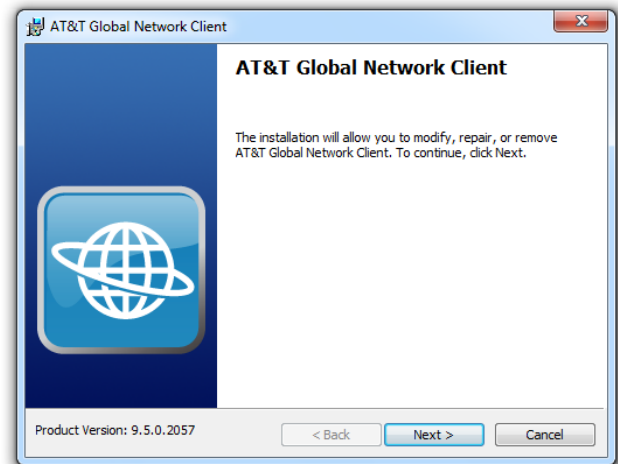 AT&T Global Network Client
AT&T Global Network Client
The installation will allow you to modify, repair, or remove
AT&T Global Network Client. To continue, click Next.
Product Version: 9.5.0.2057
< Back
Next >
Cancel